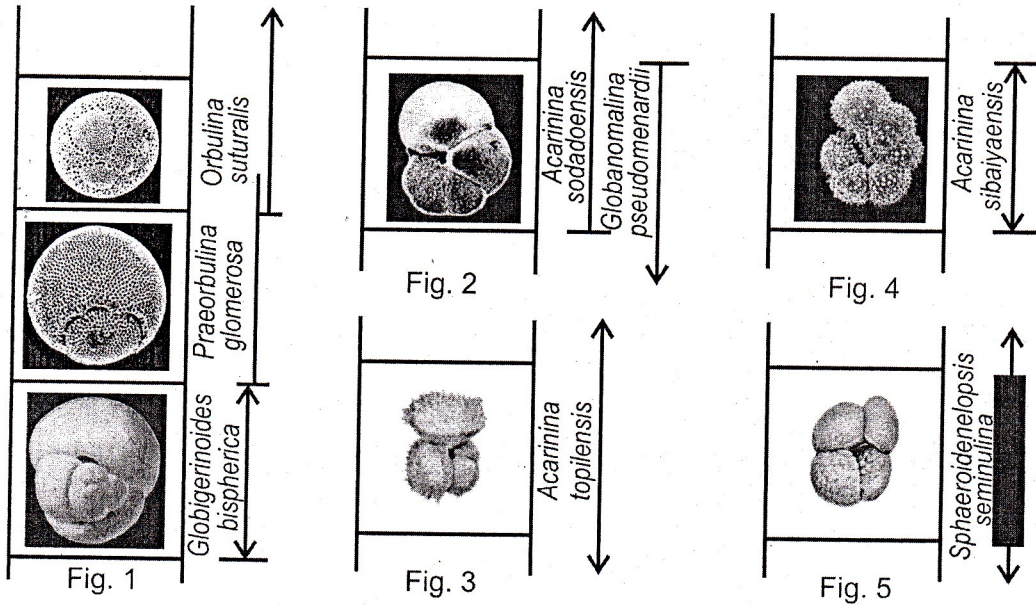 Orbulina
suturalis
Praeorbulina
glomerosa
Globigerinoides
bispherica
Fig. 1
Acarinina
sodadoensis
Globanomalina
pseudomenardii
Fig. 2
Acarinina
topilensis
Fig. 3
Acarinina
sibaiyaensis
Fig. 4
Sphaeroidenelopsis
seminulina
Fig. 5